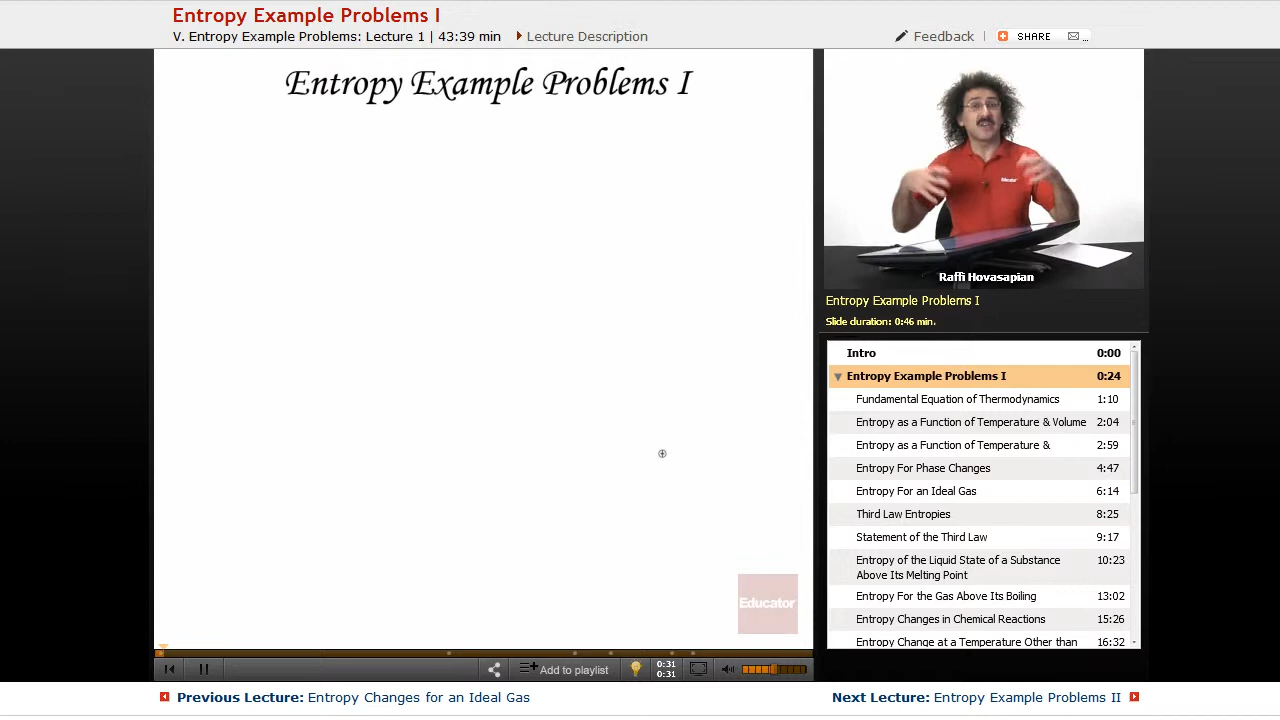 Entropy Example Problems I
V. Entropy Example Problems: Lecture 1 | 43:39 min
Lecture Description
Feedback
SHARE
...
Entropy Example Problems I
Educator
Raffi Hovasapian
Entropy Example Problems I
Slide duration: 0:46 min.
Intro 0:00
Entropy Example Problems I 0:24
Fundamental Equation of Thermodynamics 1:10
Entropy as a Function of Temperature & Volume 2:04
Entropy as a Function of Temperature & 2:59
Entropy For Phase Changes 4:47
Entropy For an Ideal Gas 6:14
Third Law Entropies 8:25
Statement of the Third Law 9:17
Entropy of the Liquid State of a Substance 10:23
Above Its Melting Point
Entropy For the Gas Above Its Boiling 13:02
Entropy Changes in Chemical Reactions 15:26
Entropy Change at a Temperature Other than 16:32
Educator
Add to playlist
0:31
0:31
Previous Lecture: Entropy Changes for an Ideal Gas
Next Lecture: Entropy Example Problems II